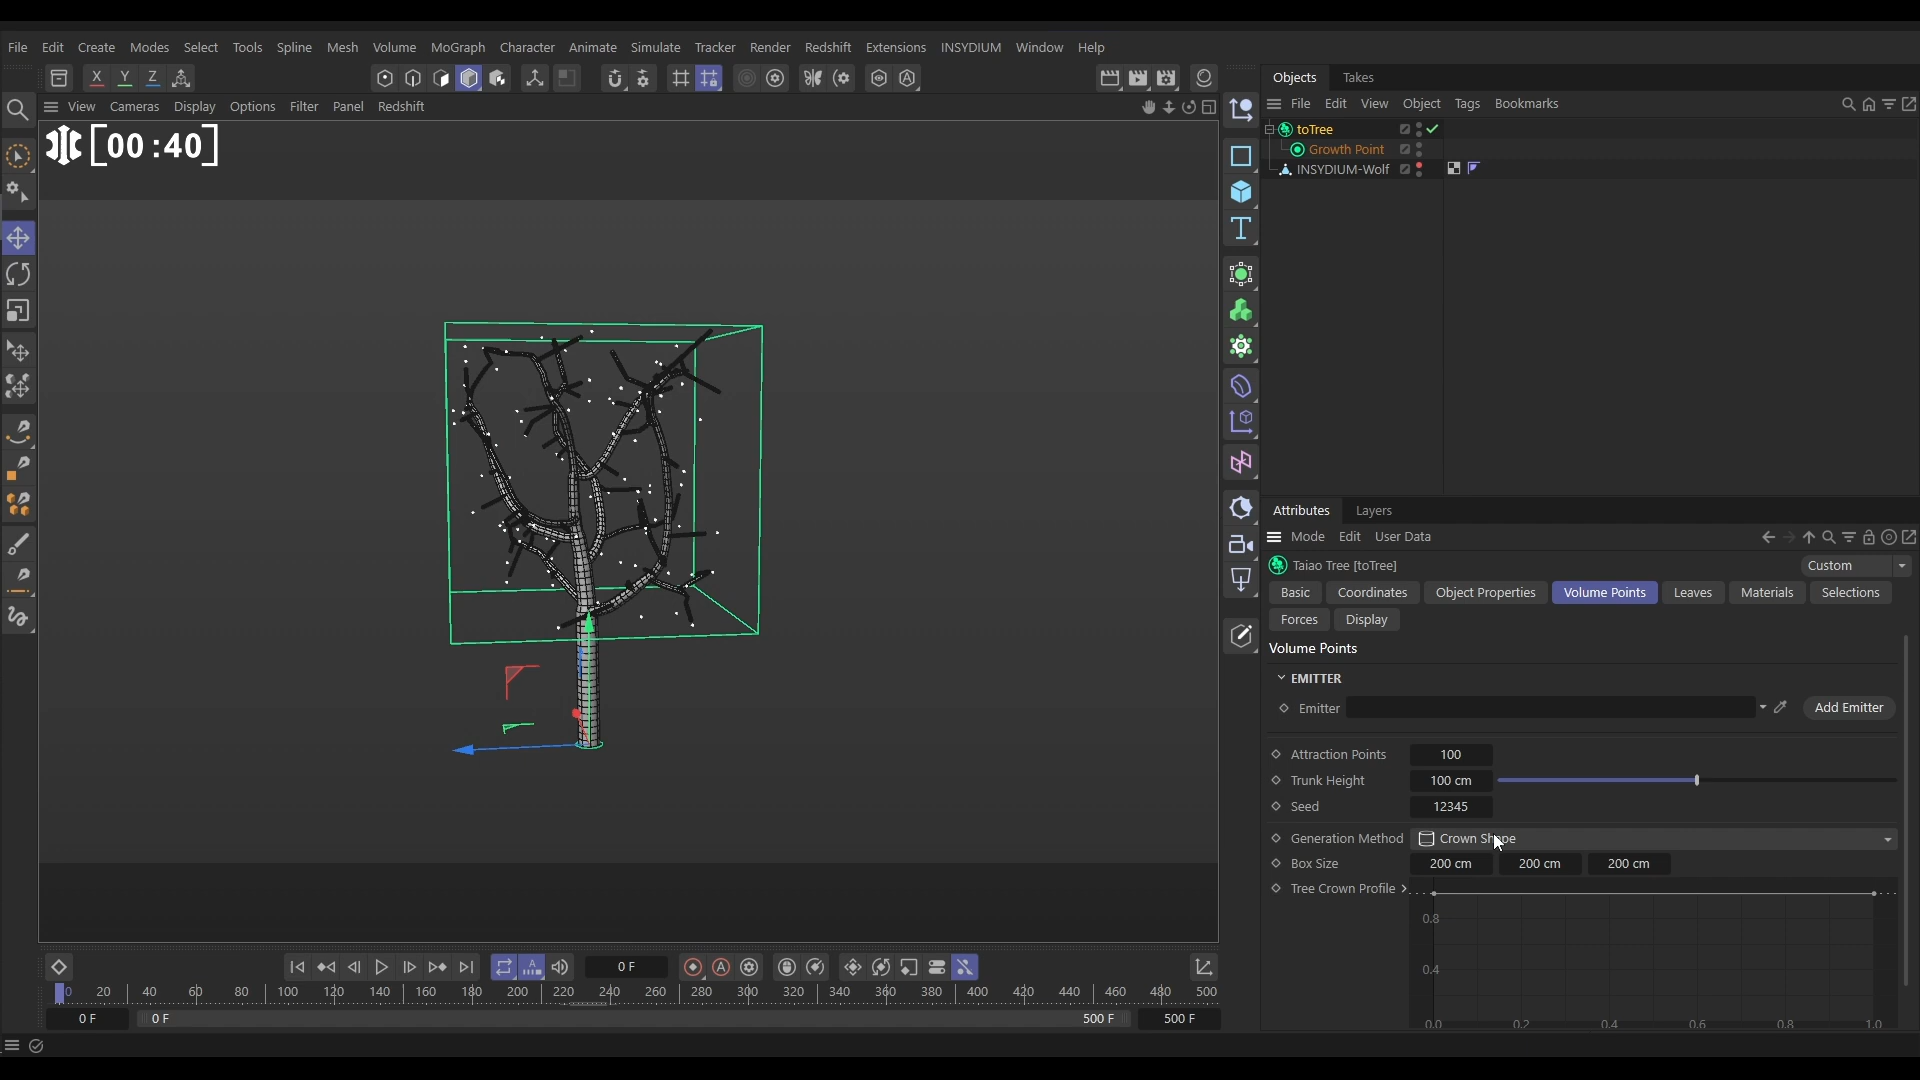 File Edit Create Modes Select Tools Spline Mesh Volume MoGraph Character Animate Simulate Tracker Render Redshift Extensions INSYDIUM Window Help
X Y Z
View Cameras Display Options Filter Panel Redshift
[00:40]
Objects Takes
File Edit View Object Tags Bookmarks
toTree
Growth Point
INSYDIUM-Wolf
Attributes Layers
Mode Edit User Data
Taiao Tree [toTree] Custom
Basic Coordinates Object Properties Volume Points Leaves Materials Selections
Forces Display
Volume Points
EMITTER
Emitter Add Emitter
Attraction Points 100
Trunk Height 100 cm
Seed 12345
Generation Method Crown Shape
Box Size 200 cm 200 cm 200 cm
Tree Crown Profile >
0.8
0.4
0.0 0.2 0.4 0.6 0.8 1.0
A A 0 F
0 20 40 60 80 100 120 140 160 180 200 220 240 260 280 300 320 340 360 380 400 420 440 460 480 500
0 F 0 F 500 F 500 F